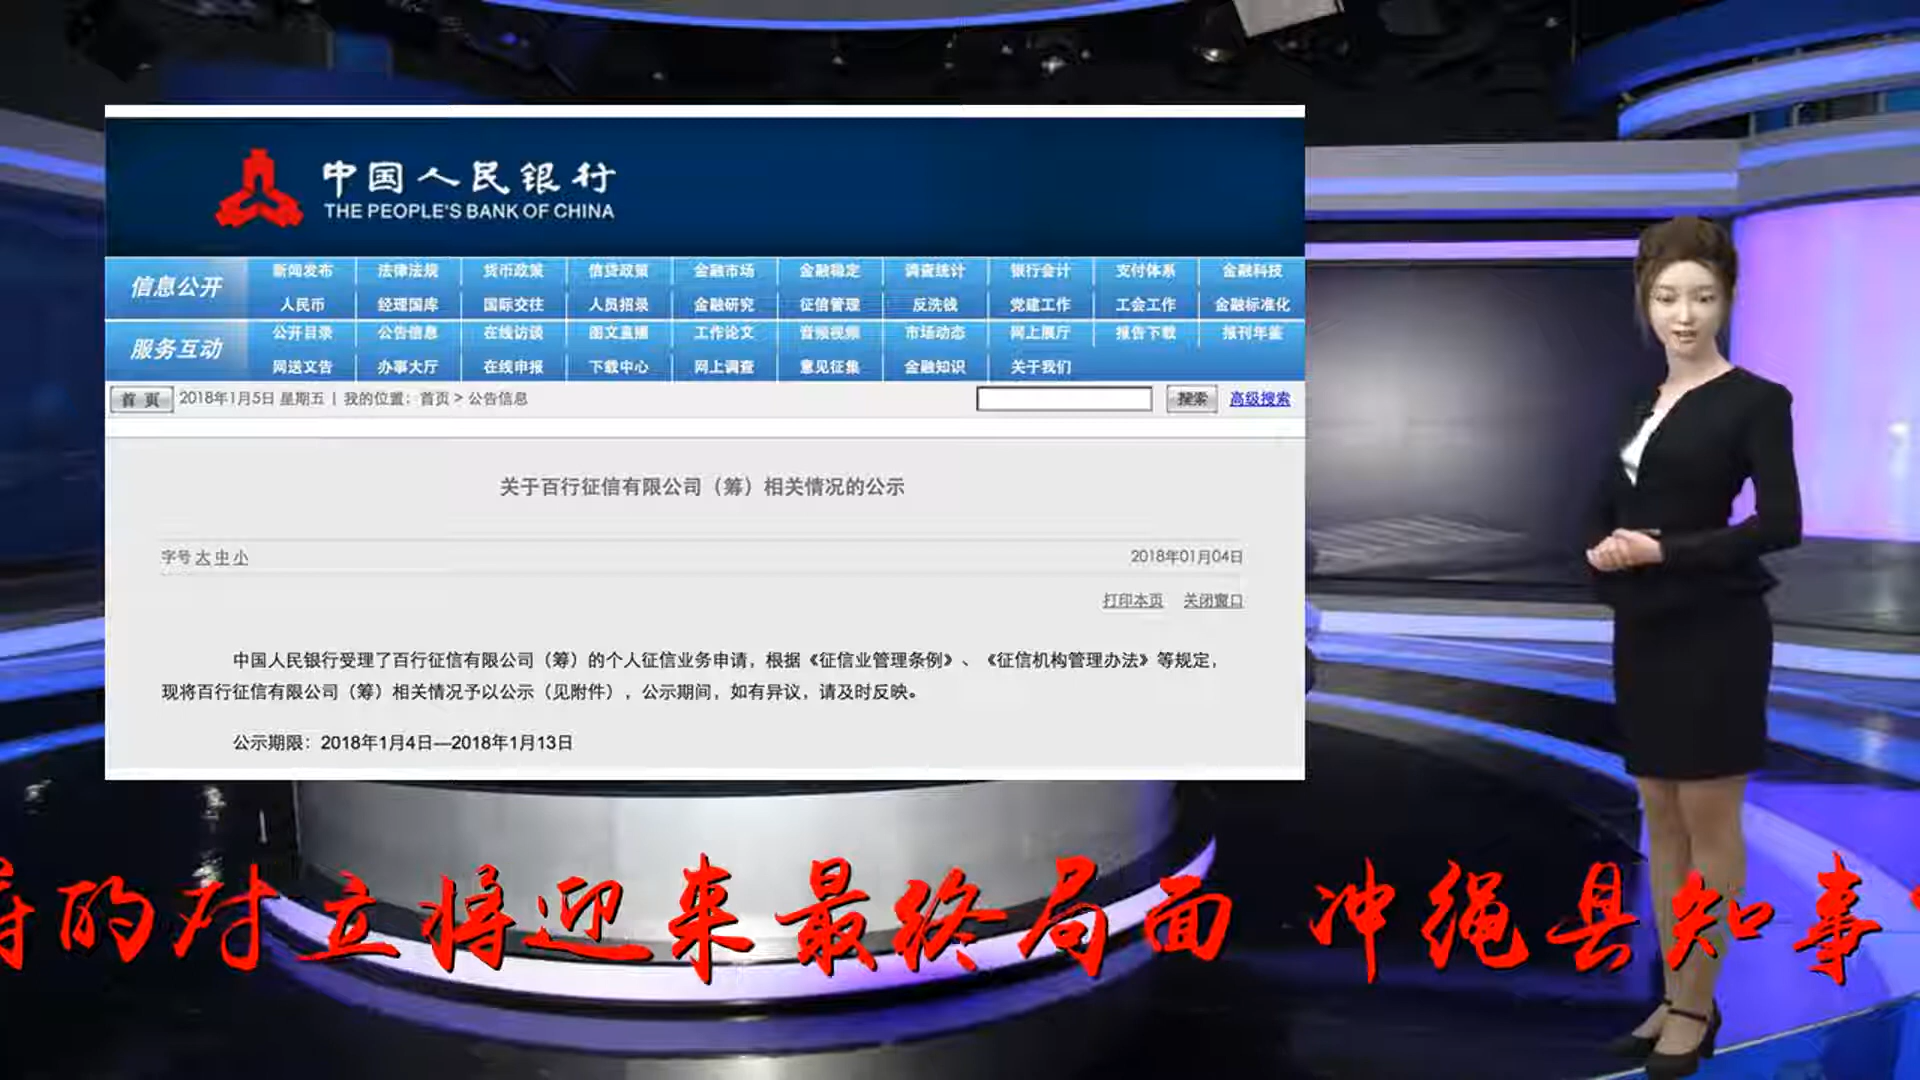 中国人民银行
THE PEOPLE'S BANK OF CHINA
信息公开
新闻发布 法律法规 货币政策 信贷政策 金融市场 金融稳定 调查统计 银行会计 支付体系 金融科技
人民币 经理国库 国际交往 人员招录 金融研究 征信管理 反洗钱 党建工作 工会工作 金融标准化
服务互动
公开目录 公告信息 在线访谈 图文直播 工作论文 音频视频 市场动态 网上展厅 报告下载 报刊年鉴
网送文告 办事大厅 在线申报 下载中心 网上调查 意见征集 金融知识 关于我们
首 页 2018年1月5日 星期五 | 我的位置：首页 > 公告信息 搜索 高级搜索
关于百行征信有限公司（筹）相关情况的公示
字号 大 中 小 2018年01月04日
打印本页 关闭窗口
中国人民银行受理了百行征信有限公司（筹）的个人征信业务申请，根据《征信业管理条例》、《征信机构管理办法》等规定，
现将百行征信有限公司（筹）相关情况予以公示（见附件），公示期间，如有异议，请及时反映。
公示期限：2018年1月4日—2018年1月13日
的对立将迎来最终局面 冲绳县知事